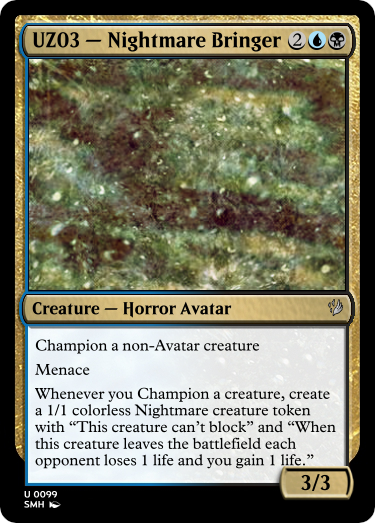 UZ03 — Nightmare Bringer 2
Creature — Horror Avatar
Champion a non-Avatar creature
Menace
Whenever you Champion a creature, create
a 1/1 colorless Nightmare creature token
with “This creature can’t block” and “When
this creature leaves the battlefield each
opponent loses 1 life and you gain 1 life.”
3/3
U 0099
SMH